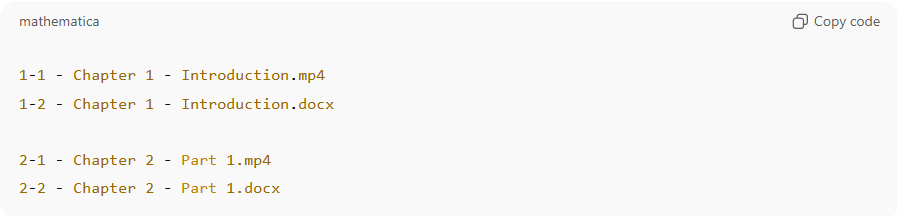 mathematica
Copy code
1-1 - Chapter 1 - Introduction.mp4
1-2 - Chapter 1 - Introduction.docx
2-1 - Chapter 2 - Part 1.mp4
2-2 - Chapter 2 - Part 1.docx